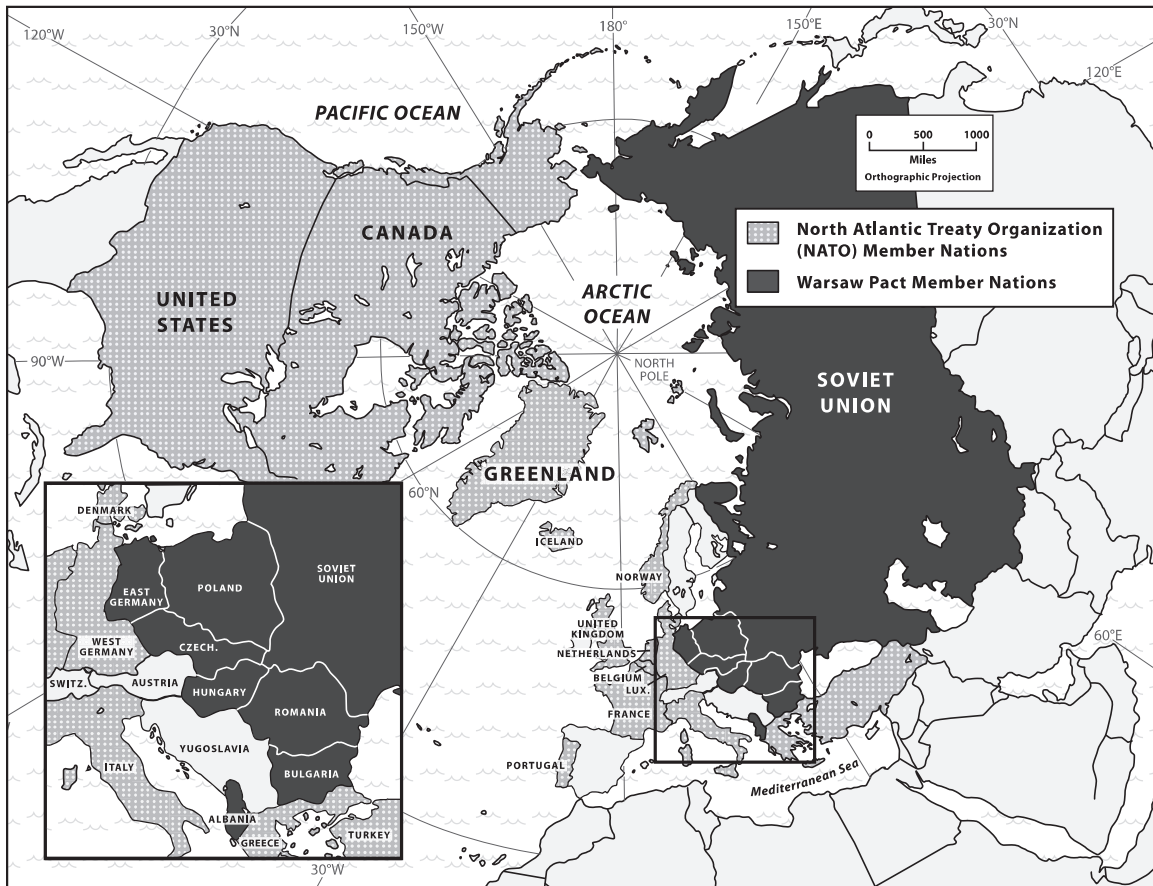 120°W
30°N
150°W
180°
150°E
30°N
120°E
PACIFIC OCEAN
0 500 1000
Miles
Orthographic Projection
North Atlantic Treaty Organization
(NATO) Member Nations
Warsaw Pact Member Nations
CANADA
UNITED
STATES
ARCTIC
OCEAN
90°W
NORTH
POLE
SOVIET
UNION
GREENLAND
60°N
ICELAND
NORWAY
UNITED
KINGDOM
NETHERLANDS
BELGIUM
LUX.
FRANCE
PORTUGAL
Mediterranean Sea
60°E
DENMARK
SOVIET
UNION
EAST
GERMANY
POLAND
WEST
GERMANY
CZECH.
SWITZ.
AUSTRIA
HUNGARY
ROMANIA
YUGOSLAVIA
ITALY
BULGARIA
ALBANIA
GREECE
TURKEY
30°W